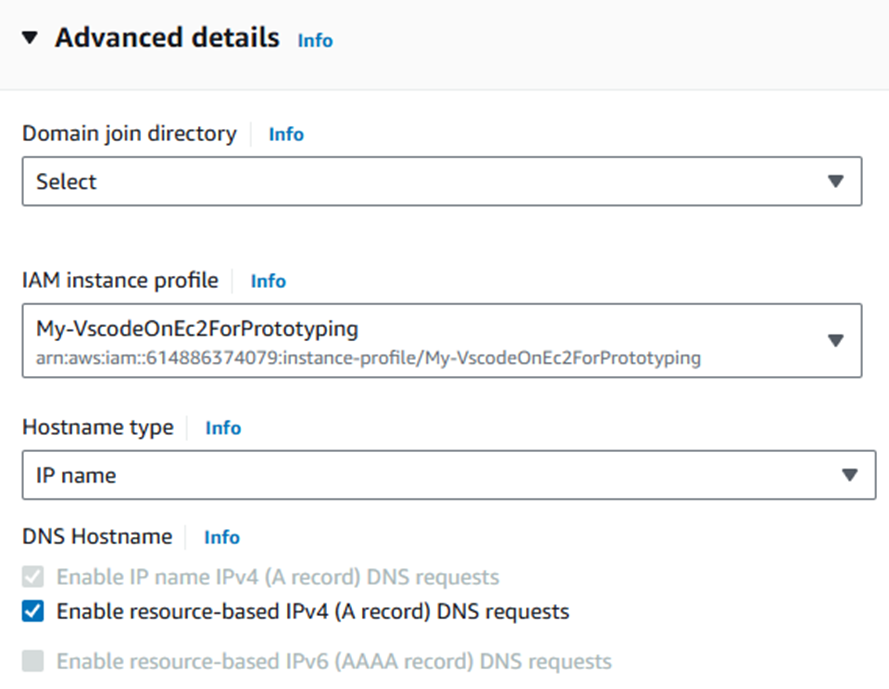 Advanced details Info
Domain join directory Info
Select
IAM instance profile Info
My-VscodeOnEc2ForPrototyping
arn:aws:iam::614886374079:instance-profile/My-VscodeOnEc2ForPrototyping
Hostname type Info
IP name
DNS Hostname Info
Enable IP name IPv4 (A record) DNS requests
Enable resource-based IPv4 (A record) DNS requests
Enable resource-based IPv6 (AAAA record) DNS requests